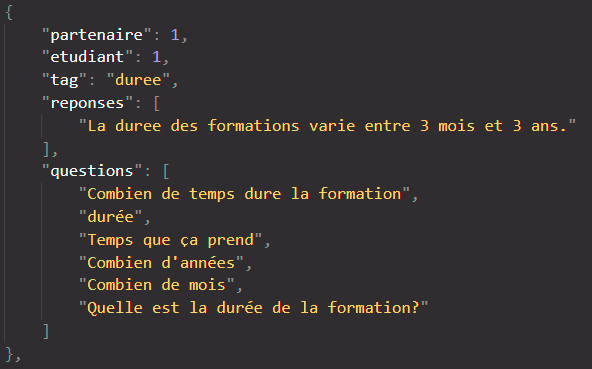 {
    "partenaire": 1,
    "etudiant": 1,
    "tag": "duree",
    "reponses": [
        "La duree des formations varie entre 3 mois et 3 ans."
    ],
    "questions": [
        "Combien de temps dure la formation",
        "durée",
        "Temps que ça prend",
        "Combien d'années",
        "Combien de mois",
        "Quelle est la durée de la formation?"
    ]
},